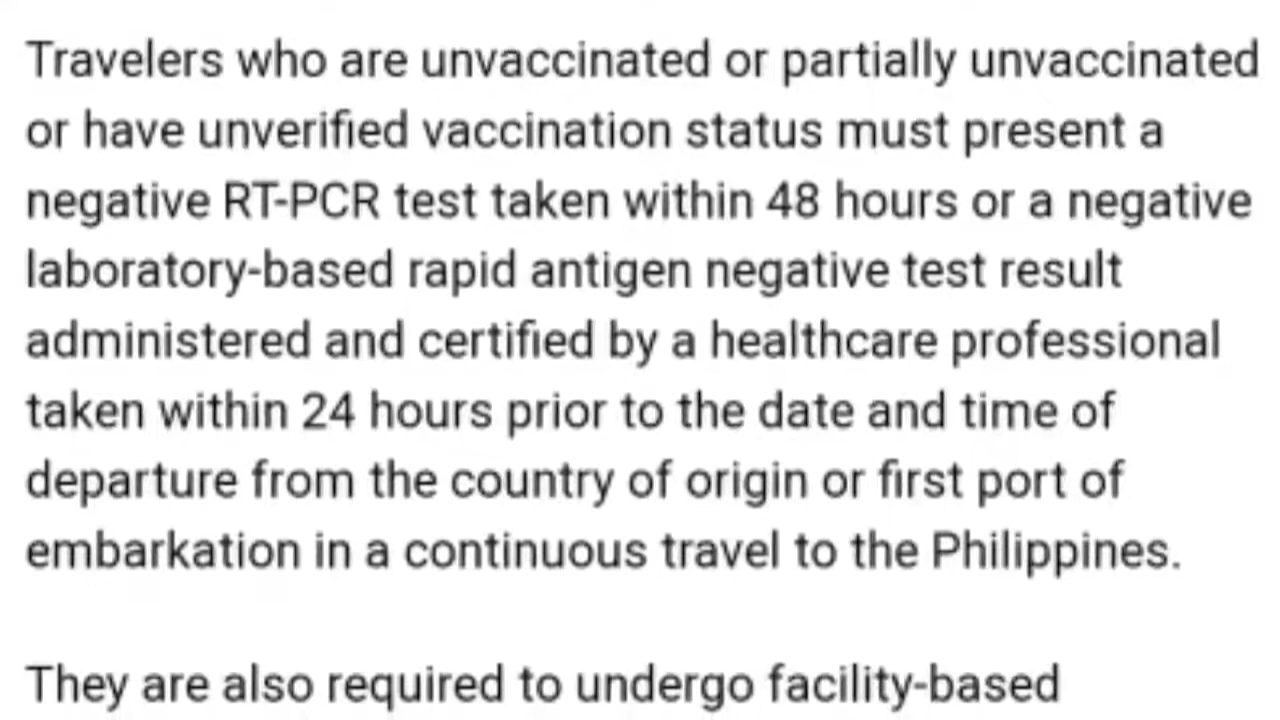 Travelers who are unvaccinated or partially unvaccinated
or have unverified vaccination status must present a
negative RT-PCR test taken within 48 hours or a negative
laboratory-based rapid antigen negative test result
administered and certified by a healthcare professional
taken within 24 hours prior to the date and time of
departure from the country of origin or first port of
embarkation in a continuous travel to the Philippines.
They are also required to undergo facility-based